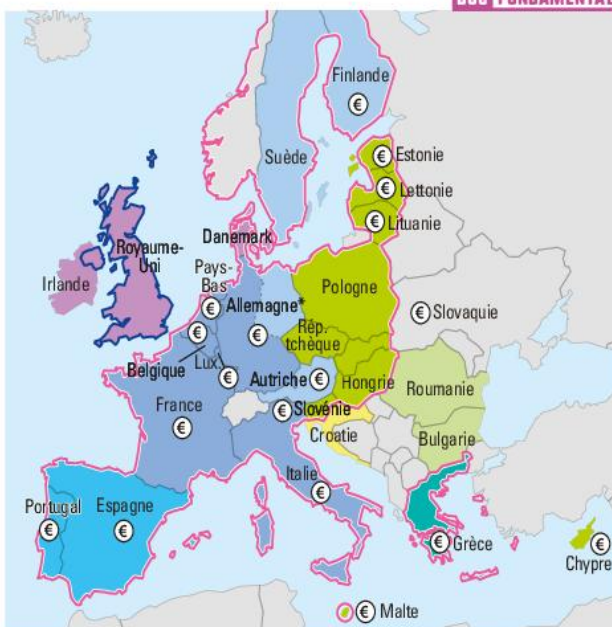 DOC FONDAMENTAL
Finlande
€
Suède
€ Estonie
€ Lettonie
€ Lituanie
Royaume-
Uni
Irlande
Danemark
Pays-
Bas
€
Allemagne*
€
Pologne
€ Slovaquie
Rép.
tchèque
€
Belgique
Lux.
€
Autriche €
Hongrie
Roumanie
France
€
€ Slovénie
Croatie
Bulgarie
Italie
€
Portugal
€
Espagne
€
€ Grèce
€
Chypre
€ Malte